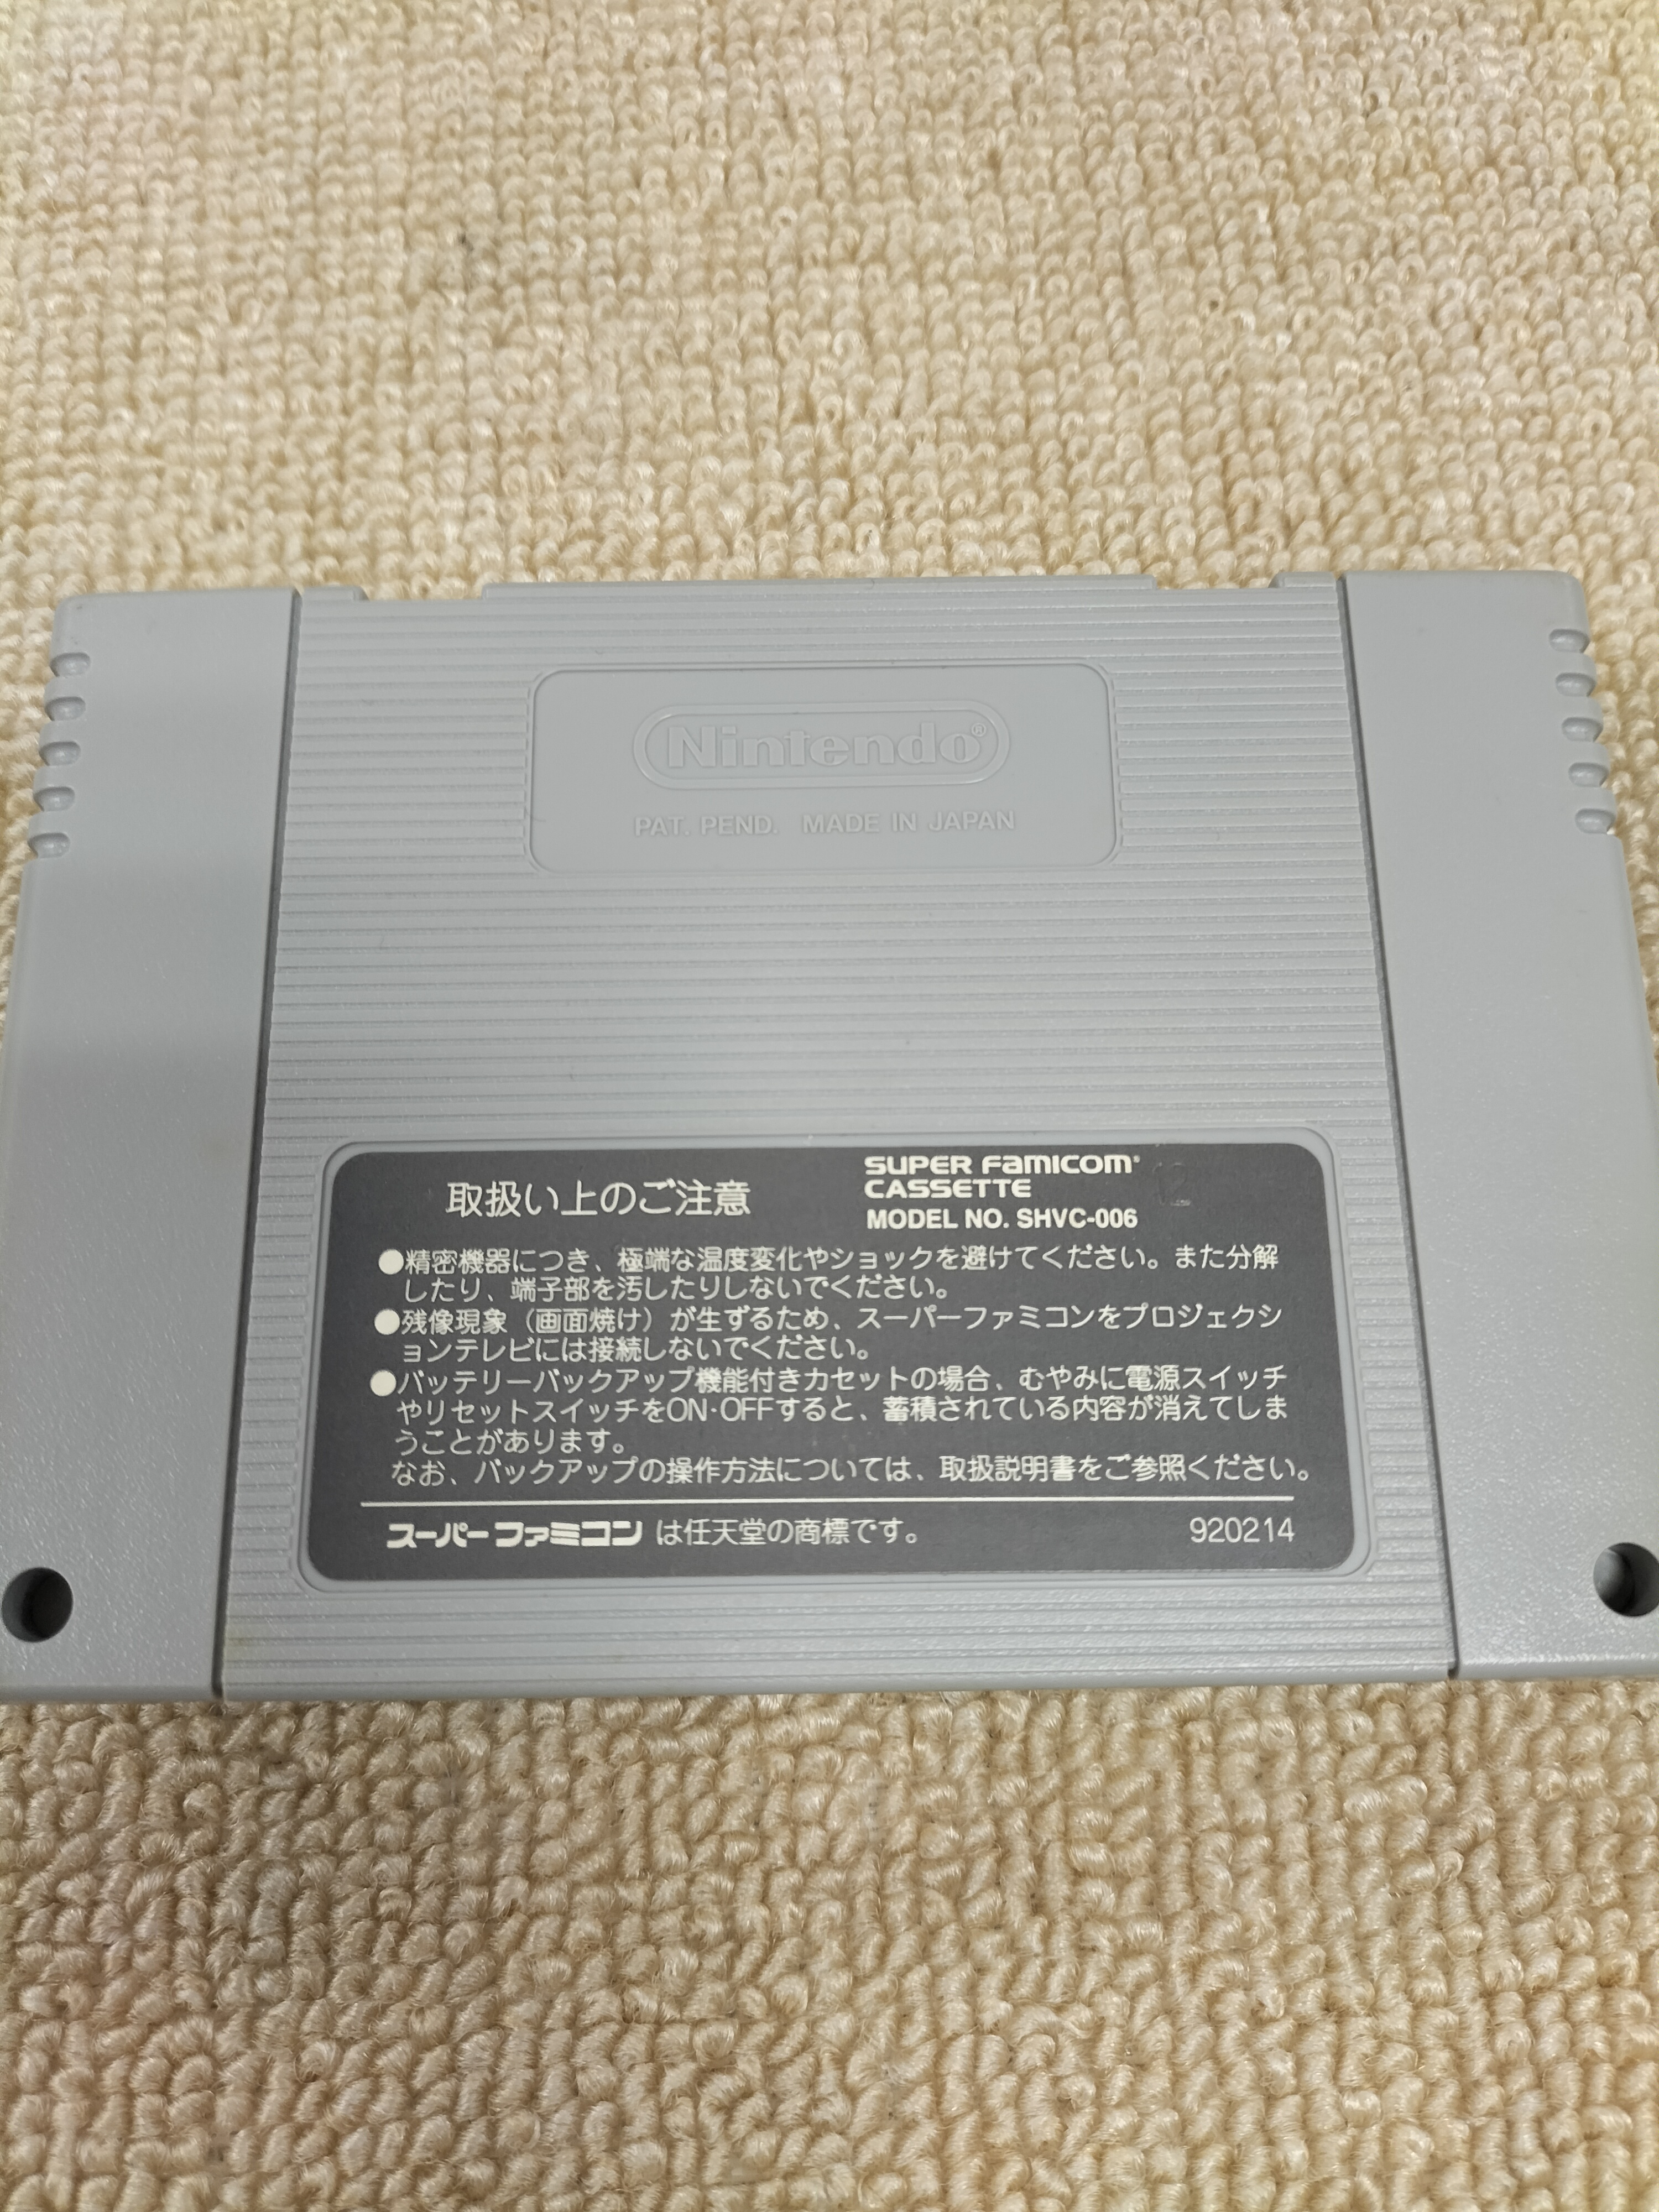 Nintendo®
PAT. PEND. MADE IN JAPAN
取扱い上のご注意
SUPER FAMICOM®
CASSETTE
MODEL NO. SHVC-006
12
●精密機器につき、極端な温度変化やショックを避けてください。また分解
したり、端子部を汚したりしないでください。
●残像現象（画面焼け）が生ずるため、スーパーファミコンをプロジェクシ
ョンテレビには接続しないでください。
●バッテリーバックアップ機能付きカセットの場合、むやみに電源スイッチ
やリセットスイッチをON·OFFすると、蓄積されている内容が消えてしま
うことがあります。
なお、バックアップの操作方法については、取扱説明書をご参照ください。
スーパーファミコン は任天堂の商標です。
920214